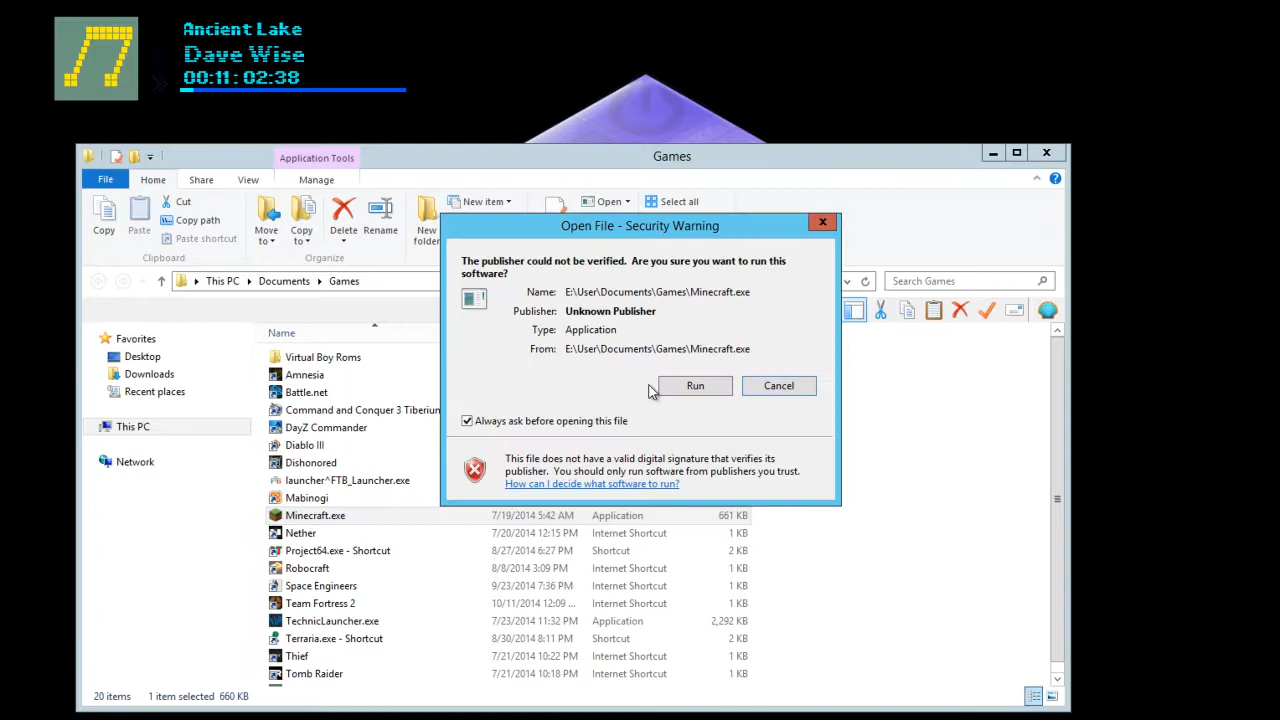 Ancient Lake
Dave Wise
00:11:02:38
Application Tools
Games
File
Home
Share
View
Manage
Copy
Paste
Cut
Copy path
Paste shortcut
Clipboard
Move
to
Copy
to
Delete
Rename
Organize
New
folder
New item
Open
Select all
This PC
Documents
Games
Search Games
Open File - Security Warning
The publisher could not be verified. Are you sure you want to run this
software?
Name: E:\User\Documents\Games\Minecraft.exe
Publisher: Unknown Publisher
Type: Application
From: E:\User\Documents\Games\Minecraft.exe
Run
Cancel
Always ask before opening this file
This file does not have a valid digital signature that verifies its
publisher. You should only run software from publishers you trust.
How can I decide what software to run?
Favorites
Desktop
Downloads
Recent places
This PC
Network
Name
Virtual Boy Roms
Amnesia
Battle.net
Command and Conquer 3 Tiberium
DayZ Commander
Diablo III
Dishonored
launcher^FTB_Launcher.exe
Mabinogi
Minecraft.exe 7/19/2014 5:42 AM Application 661 KB
Nether 7/20/2014 12:15 PM Internet Shortcut 1 KB
Project64.exe - Shortcut 8/27/2014 6:27 PM Shortcut 2 KB
Robocraft 8/8/2014 3:09 PM Internet Shortcut 1 KB
Space Engineers 9/23/2014 7:36 PM Internet Shortcut 1 KB
Team Fortress 2 10/11/2014 12:09 ... Internet Shortcut 1 KB
TechnicLauncher.exe 7/23/2014 11:32 PM Application 2,292 KB
Terraria.exe - Shortcut 8/30/2014 8:11 PM Shortcut 2 KB
Thief 7/21/2014 10:22 PM Internet Shortcut 1 KB
Tomb Raider 7/21/2014 10:18 PM Internet Shortcut 1 KB
20 items 1 item selected 660 KB